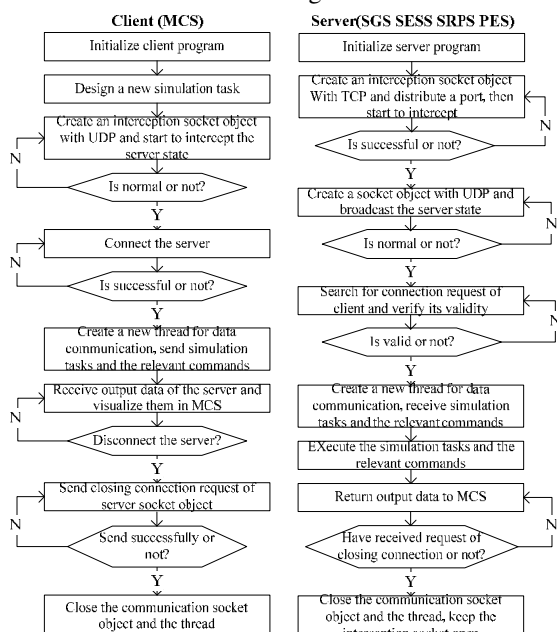 Client (MCS)
Initialize client program
Design a new simulation task
Create an interception socket object
with UDP and start to intercept the
server state
N
Is normal or not?
Y
Connect the server
N
Is successful or not?
Y
Create a new thread for data
communication, send simulation
tasks and the relevant commands
Receive output data of the server and
visualize them in MCS
N
Disconnect the server?
Y
Send closing connection request of
server socket object
N
Send successfully or
not?
Y
Close the communication socket
object and the thread
Server(SGS SESS SRPS PES)
Initialize server program
Create an interception socket object
With TCP and distribute a port, then
start to intercept
N
Is successful or not?
Y
Create a socket object with UDP and
broadcast the server state
N
Is normal or not?
Y
Search for connection request of
client and verify its validity
N
Is valid or not?
Y
Create a new thread for data
communication, receive simulation
tasks and the relevant commands
EXecute the simulation tasks and the
relevant commands
Return output data to MCS
N
Have received request of
closing connection or not?
Y
Close the communication socket
object and the thread, keep the
interception socket open